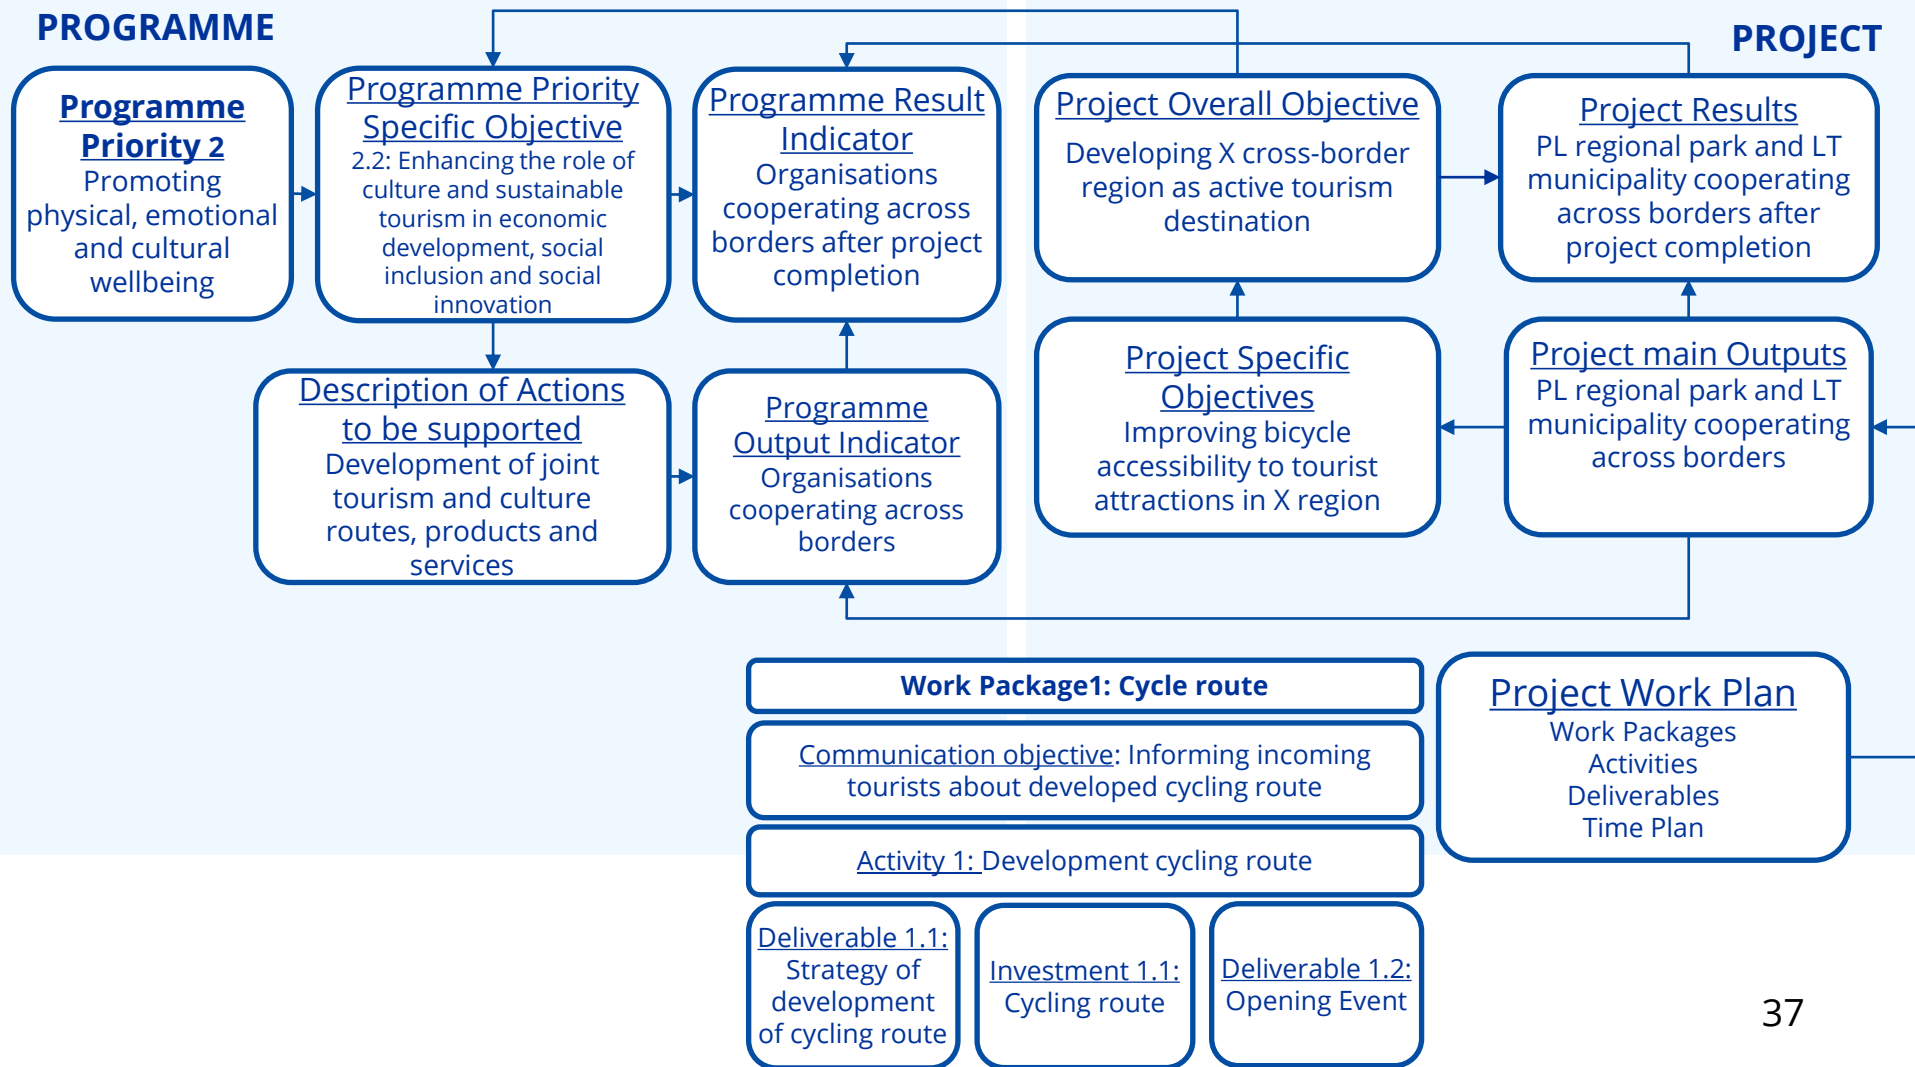 PROGRAMME
PROJECT
Programme
Priority 2
Promoting
physical, emotional
and cultural
wellbeing
Programme Priority
Specific Objective
2.2: Enhancing the role of
culture and sustainable
tourism in economic
development, social
inclusion and social
innovation
Programme Result
Indicator
Organisations
cooperating across
borders after project
completion
Project Overall Objective
Developing X cross-border
region as active tourism
destination
Project Results
PL regional park and LT
municipality cooperating
across borders after
project completion
Description of Actions
to be supported
Development of joint
tourism and culture
routes, products and
services
Programme
Output Indicator
Organisations
cooperating across
borders
Project Specific
Objectives
Improving bicycle
accessibility to tourist
attractions in X region
Project main Outputs
PL regional park and LT
municipality cooperating
across borders
Work Package1: Cycle route
Communication objective: Informing incoming
tourists about developed cycling route
Activity 1: Development cycling route
Deliverable 1.1:
Strategy of
development
of cycling route
Investment 1.1:
Cycling route
Deliverable 1.2:
Opening Event
Project Work Plan
Work Packages
Activities
Deliverables
Time Plan
37